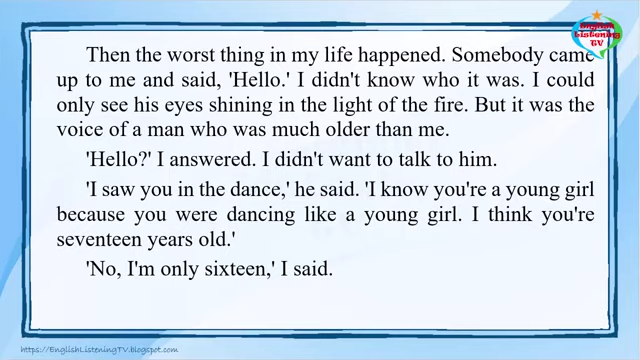 English
Listening
TV
Then the worst thing in my life happened. Somebody came
up to me and said, 'Hello.' I didn't know who it was. I could
only see his eyes shining in the light of the fire. But it was the
voice of a man who was much older than me.
'Hello?' I answered. I didn't want to talk to him.
'I saw you in the dance,' he said. 'I know you're a young girl
because you were dancing like a young girl. I think you're
seventeen years old.'
'No, I'm only sixteen,' I said.
https://EnglishListeningTV.blogspot.com